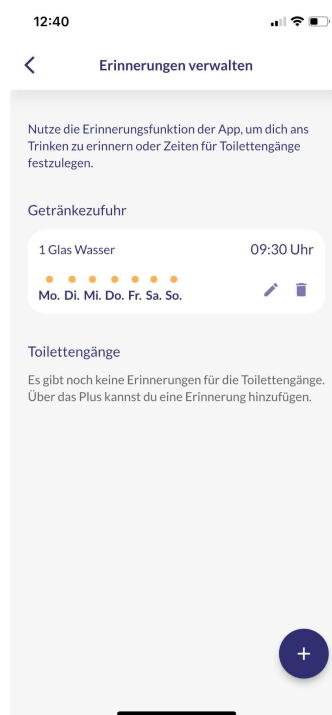 12:40
Erinnerungen verwalten
Nutze die Erinnerungsfunktion der App, um dich ans
Trinken zu erinnern oder Zeiten für Toilettengänge
festzulegen.
Getränkezufuhr
1 Glas Wasser 09:30 Uhr
Mo. Di. Mi. Do. Fr. Sa. So.
Toilettengänge
Es gibt noch keine Erinnerungen für die Toilettengänge.
Über das Plus kannst du eine Erinnerung hinzufügen.
+